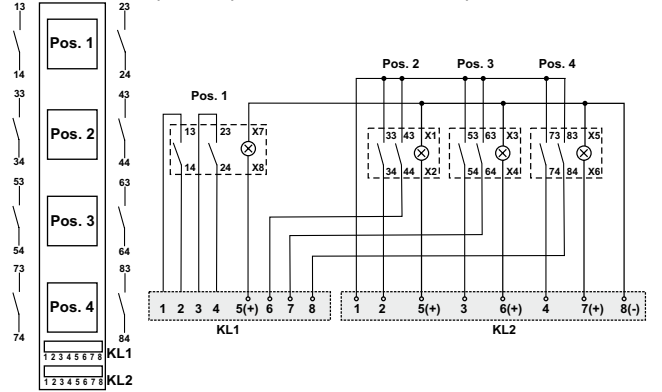 13 23
Pos. 1
14 24
33 43
Pos. 2
34 44
53 63
Pos. 3
54 64
73 83
Pos. 4
74 84
1 2 3 4 5 6 7 8 KL1
1 2 3 4 5 6 7 8 KL2
Pos. 2 Pos. 3 Pos. 4
Pos. 1
13 23 X7
14 24 X8
33 43 X1 53 63 X3 73 83 X5
34 44 X2 54 64 X4 74 84 X6
1 2 3 4 5(+) 6 7 8
KL1
1 2 5(+) 3 6(+) 4 7(+) 8(-)
KL2